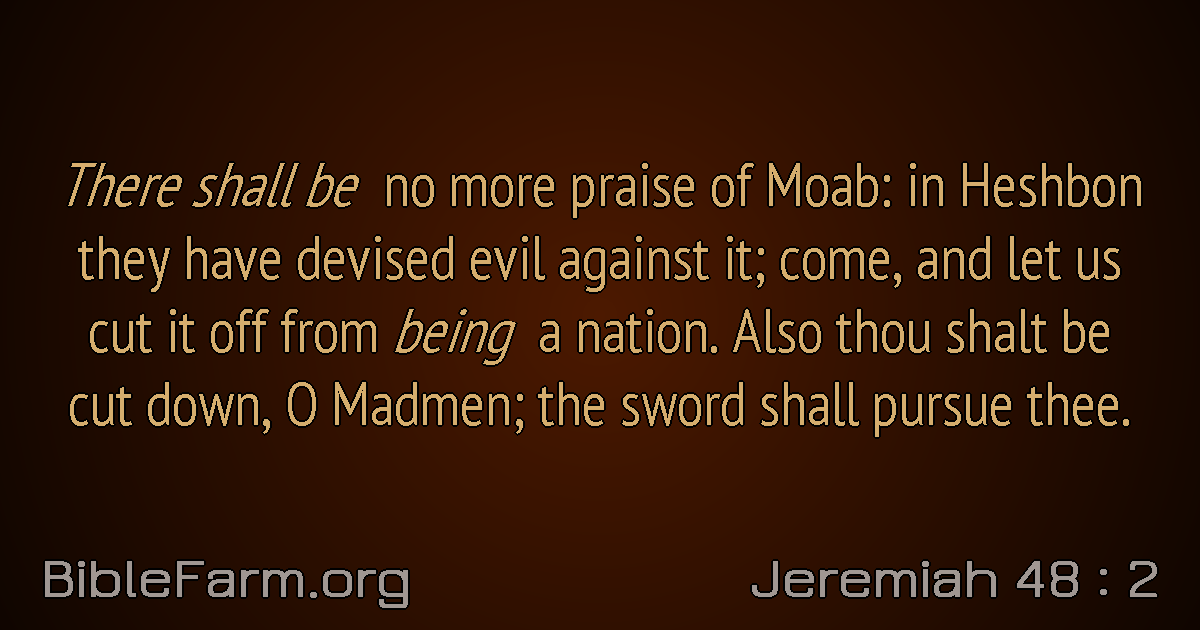 There shall be no more praise of Moab: in Heshbon
they have devised evil against it; come, and let us
cut it off from being a nation. Also thou shalt be
cut down, O Madmen; the sword shall pursue thee.
BibleFarm.org
Jeremiah 48 : 2